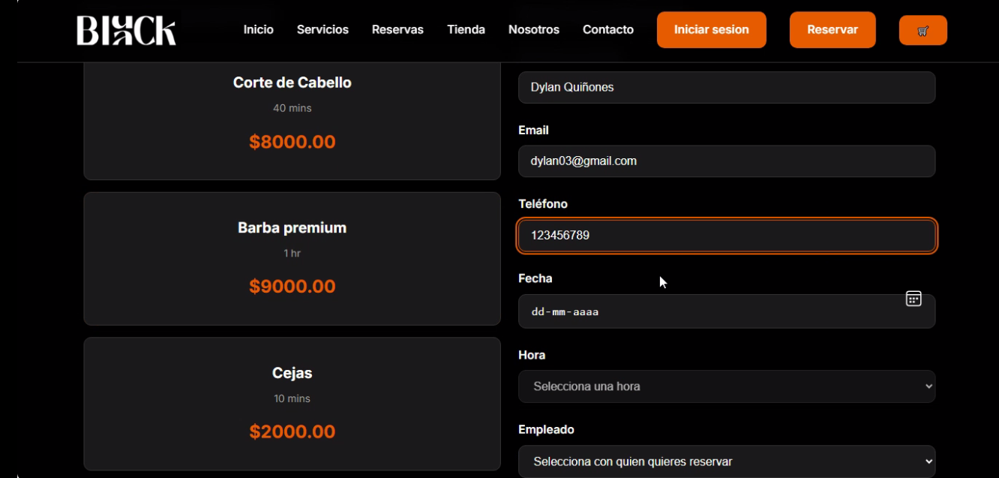 Black
Inicio
Servicios
Reservas
Tienda
Nosotros
Contacto
Iniciar sesion
Reservar
Corte de Cabello
40 mins
$8000.00
Barba premium
1 hr
$9000.00
Cejas
10 mins
$2000.00
Dylan Quiñones
Email
dylan03@gmail.com
Teléfono
123456789
Fecha
dd-mm-aaaa
Hora
Selecciona una hora
Empleado
Selecciona con quien quieres reservar